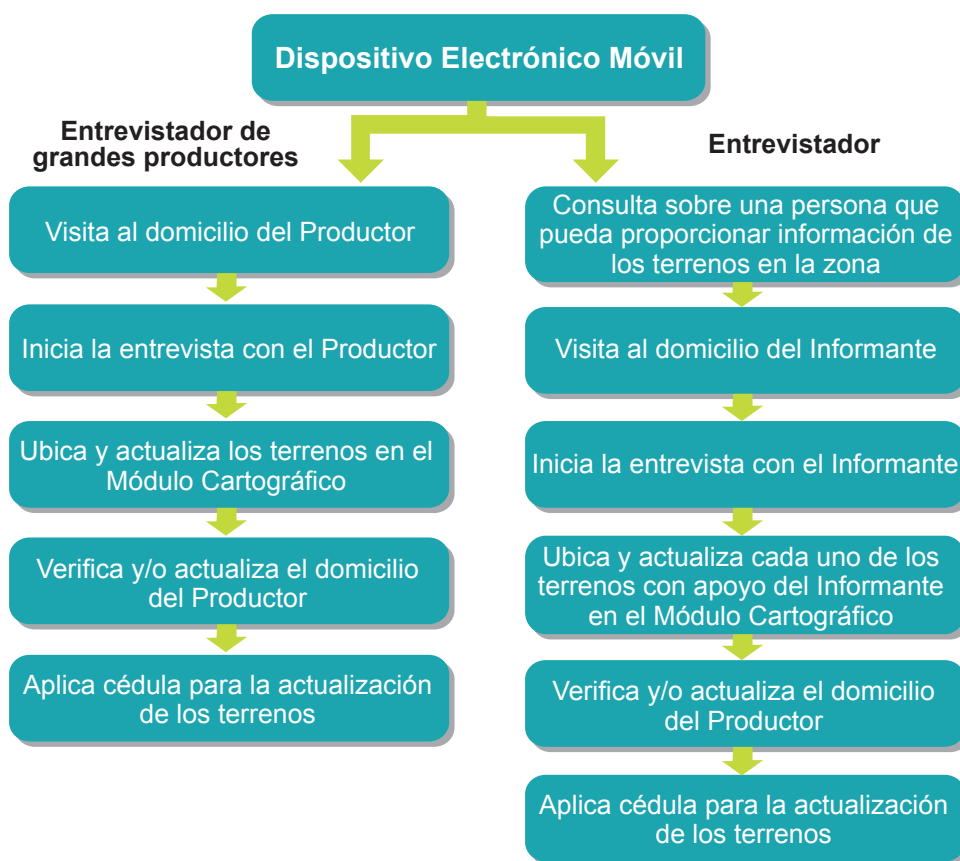 Dispositivo Electrónico Móvil
Entrevistador de
grandes productores
Visita al domicilio del Productor
Inicia la entrevista con el Productor
Ubica y actualiza los terrenos en el
Módulo Cartográfico
Verifica y/o actualiza el domicilio
del Productor
Aplica cédula para la actualización
de los terrenos
Entrevistador
Consulta sobre una persona que
pueda proporcionar información de
los terrenos en la zona
Visita al domicilio del Informante
Inicia la entrevista con el Informante
Ubica y actualiza cada uno de los
terrenos con apoyo del Informante
en el Módulo Cartográfico
Verifica y/o actualiza el domicilio
del Productor
Aplica cédula para la actualización
de los terrenos